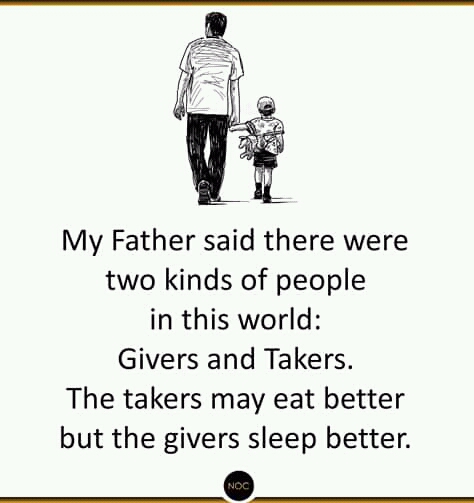 My Father said there were
two kinds of people
in this world:
Givers and Takers.
The takers may eat better
but the givers sleep better.
NOC